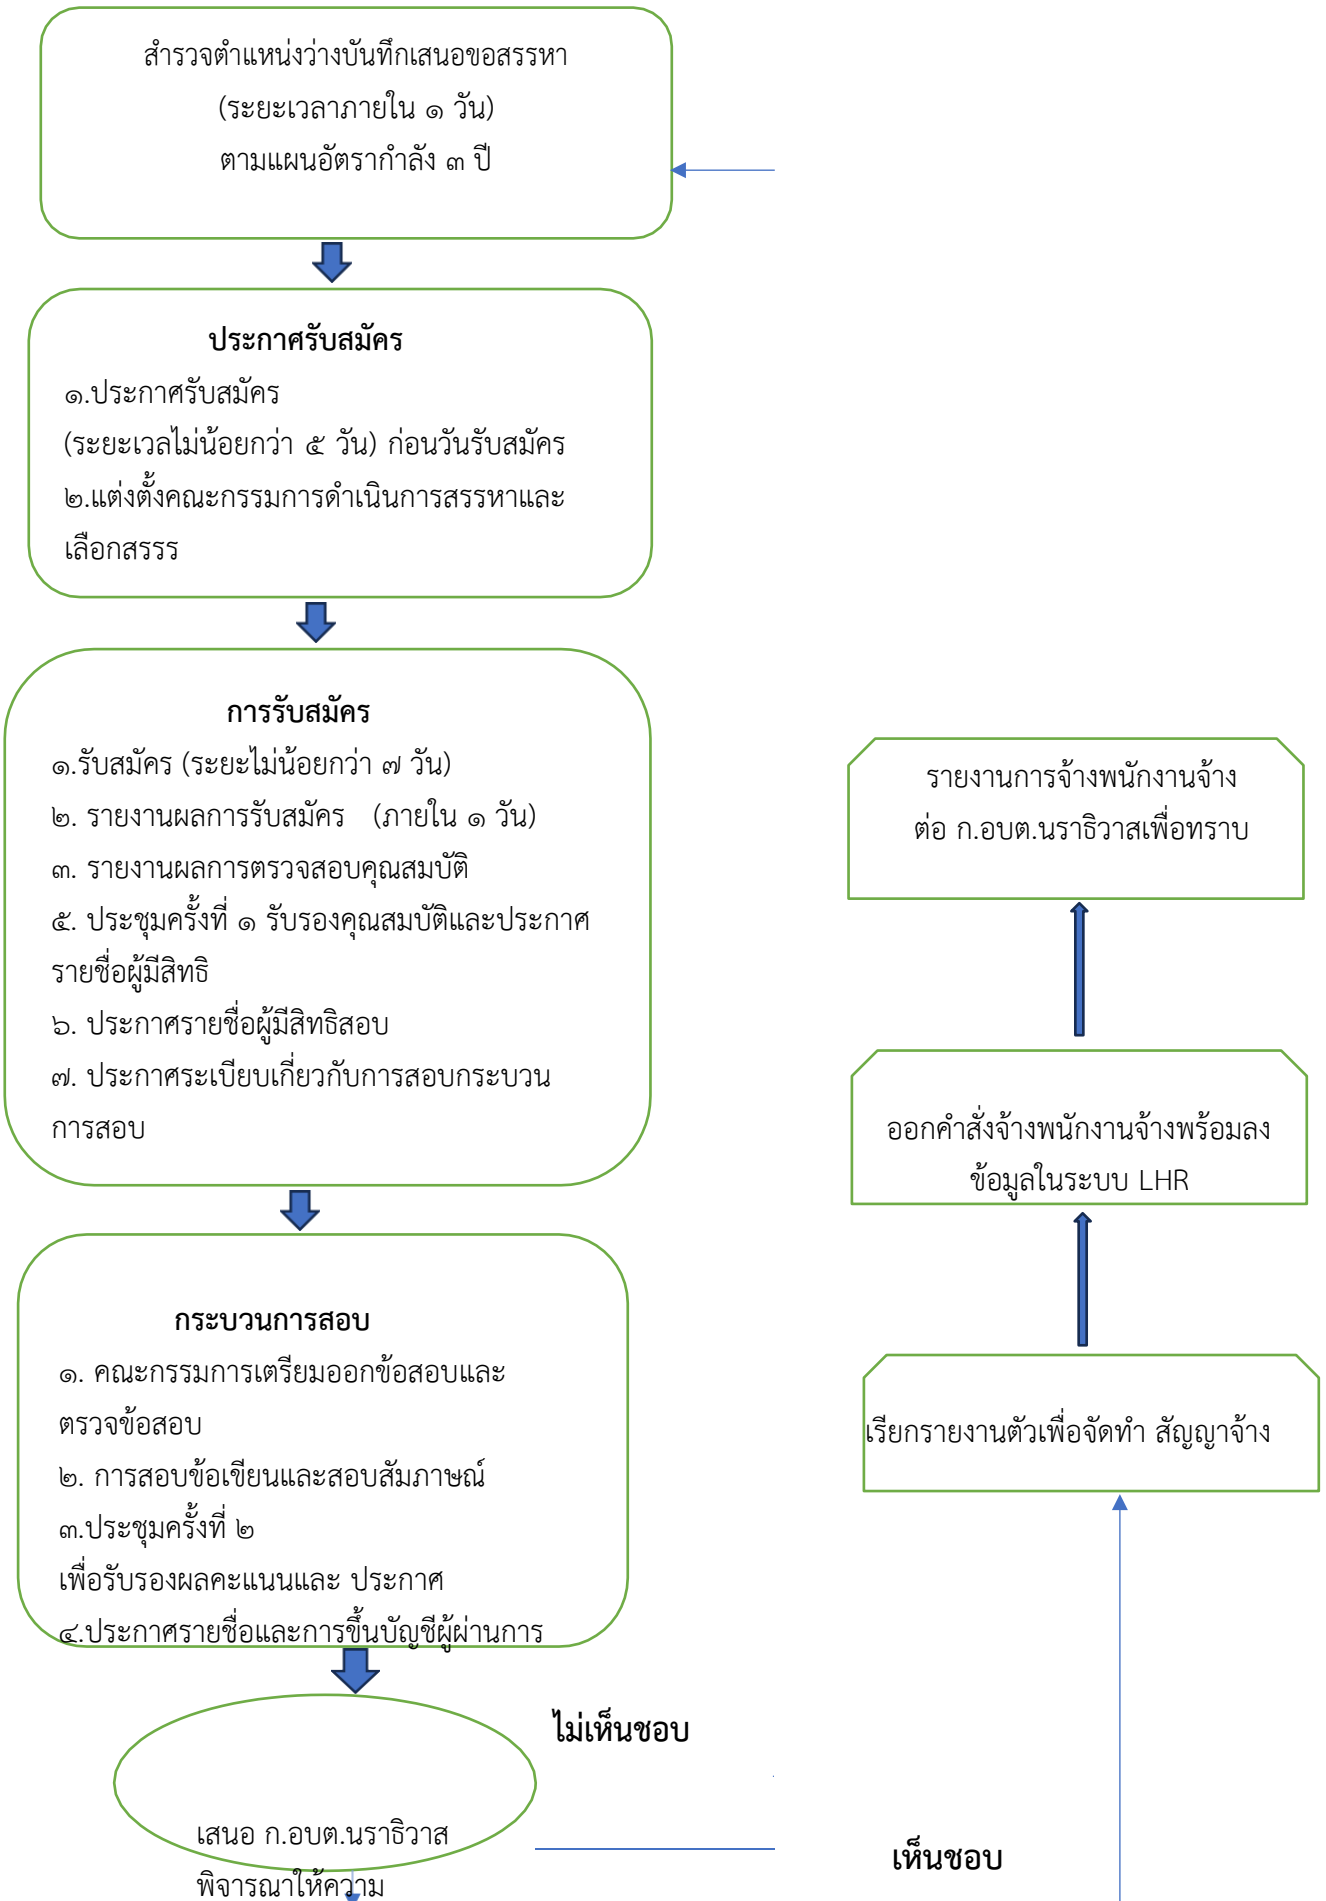 สำรวจตำแหน่งว่างบันทึกเสนอขอสรรหา
(ระยะเวลาภายใน ๑ วัน)
ตามแผนอัตรากำลัง ๓ ปี
ประกาศรับสมัคร
๑.ประกาศรับสมัคร
(ระยะเวลไม่น้อยกว่า ๕ วัน) ก่อนวันรับสมัคร
๒.แต่งตั้งคณะกรรมการดำเนินการสรรหาและ
เลือกสรรร
การรับสมัคร
๑.รับสมัคร (ระยะไม่น้อยกว่า ๗ วัน)
๒. รายงานผลการรับสมัคร (ภายใน ๑ วัน)
๓. รายงานผลการตรวจสอบคุณสมบัติ
๕. ประชุมครั้งที่ ๑ รับรองคุณสมบัติและประกาศ
รายชื่อผู้มีสิทธิ
๖. ประกาศรายชื่อผู้มีสิทธิสอบ
๗. ประกาศระเบียบเกี่ยวกับการสอบกระบวน
การสอบ
กระบวนการสอบ
๑. คณะกรรมการเตรียมออกข้อสอบและ
ตรวจข้อสอบ
๒. การสอบข้อเขียนและสอบสัมภาษณ์
๓.ประชุมครั้งที่ ๒
เพื่อรับรองผลคะแนนและ ประกาศ
๔.ประกาศรายชื่อและการขึ้นบัญชีผู้ผ่านการ
ไม่เห็นชอบ
เสนอ ก.อบต.นราธิวาส
พิจารณาให้ความ
เห็นชอบ
เรียกรายงานตัวเพื่อจัดทำ สัญญาจ้าง
ออกคำสั่งจ้างพนักงานจ้างพร้อมลง
ข้อมูลในระบบ LHR
รายงานการจ้างพนักงานจ้าง
ต่อ ก.อบต.นราธิวาสเพื่อทราบ